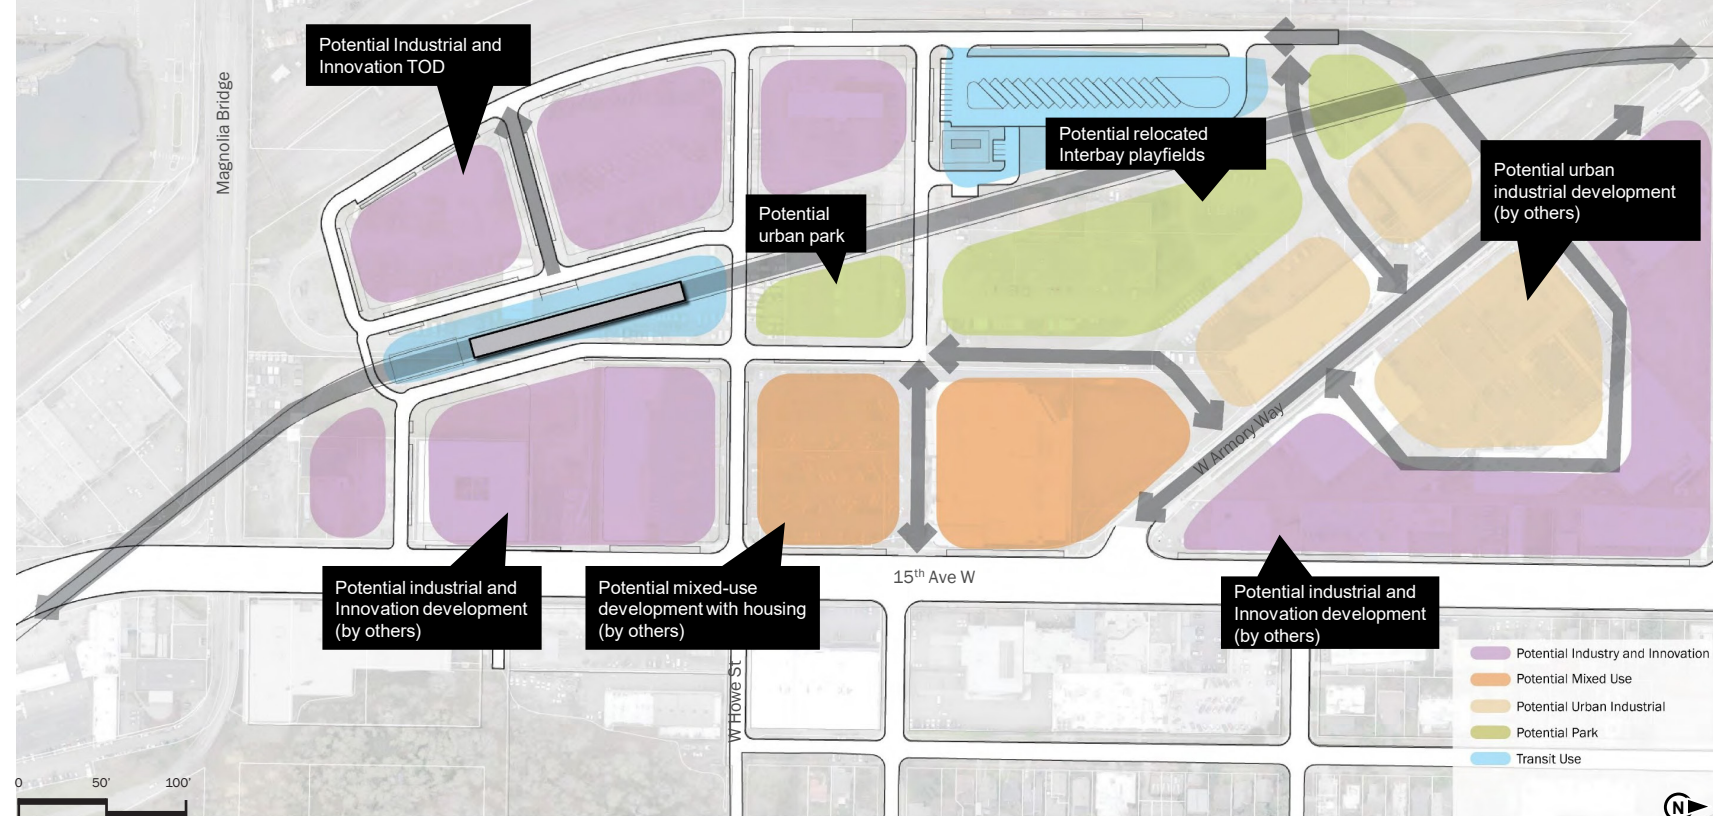 Potential Industrial and
Innovation TOD
Magnolia Bridge
Potential relocated
Interbay playfields
Potential urban
industrial development
(by others)
Potential
urban park
W Armory Way
15th Ave W
Potential industrial and
Innovation development
(by others)
Potential mixed-use
development with housing
(by others)
Potential industrial and
Innovation development
(by others)
W Howe St
Potential Industry and Innovation
Potential Mixed Use
Potential Urban Industrial
Potential Park
Transit Use
0 50' 100'
N